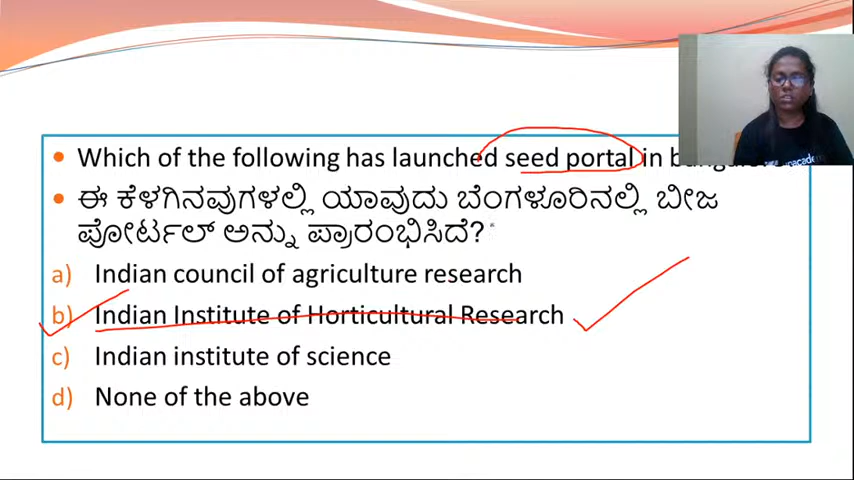 Which of the following has launched seed portal in
ಈ ಕೆಳಗಿನವುಗಳಲ್ಲಿ ಯಾವುದು ಬೆಂಗಳೂರಿನಲ್ಲಿ ಬೀಜ
ಪೋರ್ಟಲ್ ಅನ್ನು ಪ್ರಾರಂಭಿಸಿದೆ?
a) Indian council of agriculture research
b) Indian Institute of Horticultural Research
c) Indian institute of science
d) None of the above